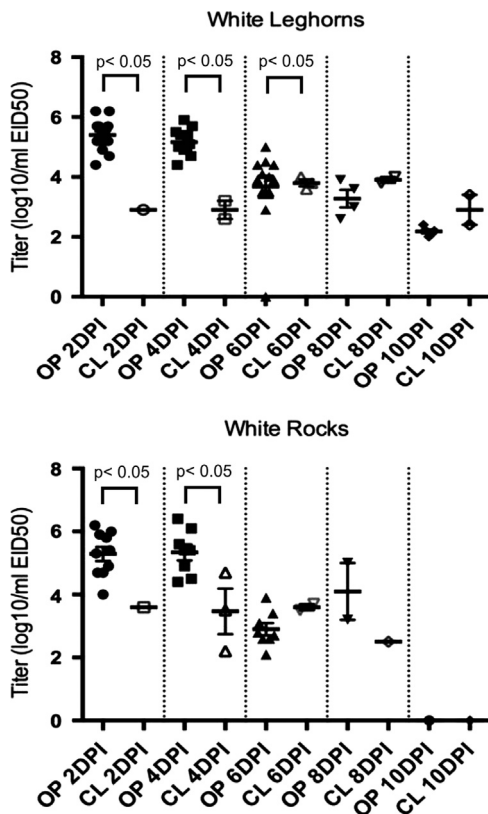 White Leghorns
p< 0.05
p< 0.05
p< 0.05
Titer (log10/ml EID50)
8
6
4
2
0
OP 2DPI
CL 2DPI
OP 4DPI
CL 4DPI
OP 6DPI
CL 6DPI
OP 8DPI
CL 8DPI
OP 10DPI
CL 10DPI
White Rocks
p< 0.05
p< 0.05
Titer (log10/ml EID50)
8
6
4
2
0
OP 2DPI
CL 2DPI
OP 4DPI
CL 4DPI
OP 6DPI
CL 6DPI
OP 8DPI
CL 8DPI
OP 10DPI
CL 10DPI